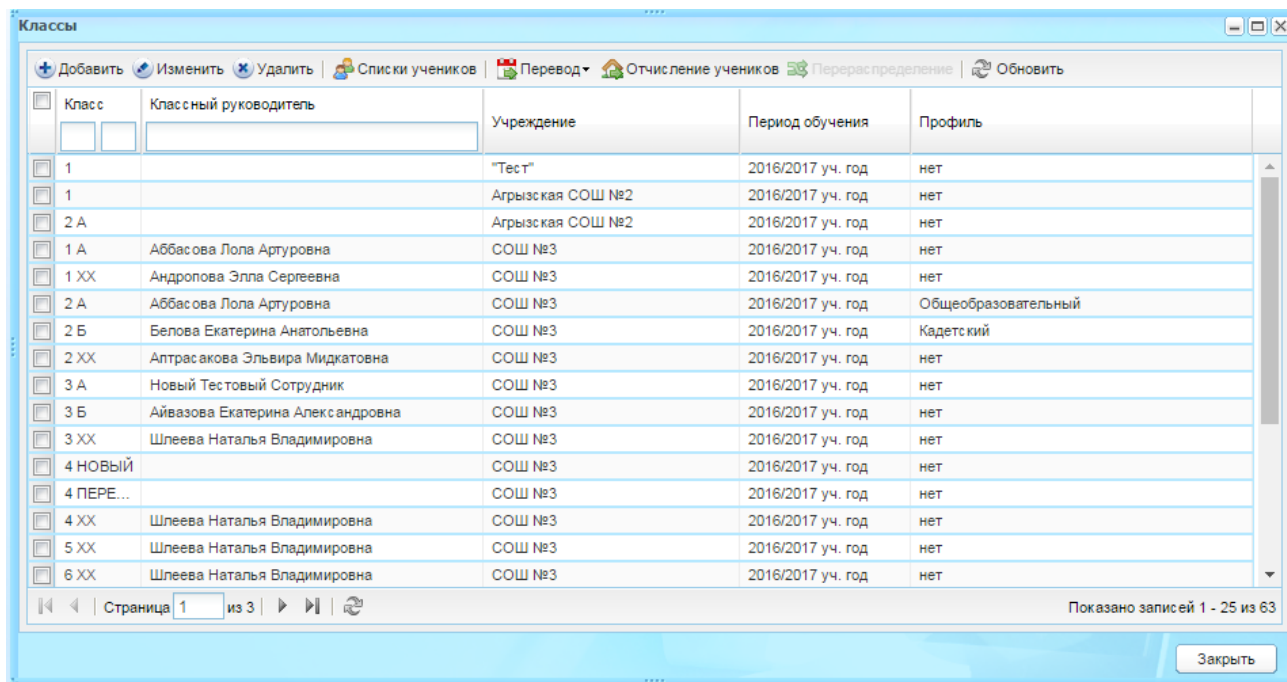 Классы
Добавить Изменить Удалить Списки учеников Перевод Отчисление учеников Перераспределение Обновить
Класс Классный руководитель Учреждение Период обучения Профиль
1 "Тест" 2016/2017 уч. год нет
1 Агрызская СОШ №2 2016/2017 уч. год нет
2 А Агрызская СОШ №2 2016/2017 уч. год нет
1 А Аббасова Лола Артуровна СОШ №3 2016/2017 уч. год нет
1 XX Андропова Элла Сергеевна СОШ №3 2016/2017 уч. год нет
2 А Аббасова Лола Артуровна СОШ №3 2016/2017 уч. год Общеобразовательный
2 Б Белова Екатерина Анатольевна СОШ №3 2016/2017 уч. год Кадетский
2 XX Аптрасакова Эльвира Мидкатовна СОШ №3 2016/2017 уч. год нет
3 А Новый Тестовый Сотрудник СОШ №3 2016/2017 уч. год нет
3 Б Айвазова Екатерина Александровна СОШ №3 2016/2017 уч. год нет
3 XX Шлеева Наталья Владимировна СОШ №3 2016/2017 уч. год нет
4 НОВЫЙ СОШ №3 2016/2017 уч. год нет
4 ПЕРЕ... СОШ №3 2016/2017 уч. год нет
4 XX Шлеева Наталья Владимировна СОШ №3 2016/2017 уч. год нет
5 XX Шлеева Наталья Владимировна СОШ №3 2016/2017 уч. год нет
6 XX Шлеева Наталья Владимировна СОШ №3 2016/2017 уч. год нет
Страница 1 из 3 Показано записей 1 - 25 из 63
Закрыть